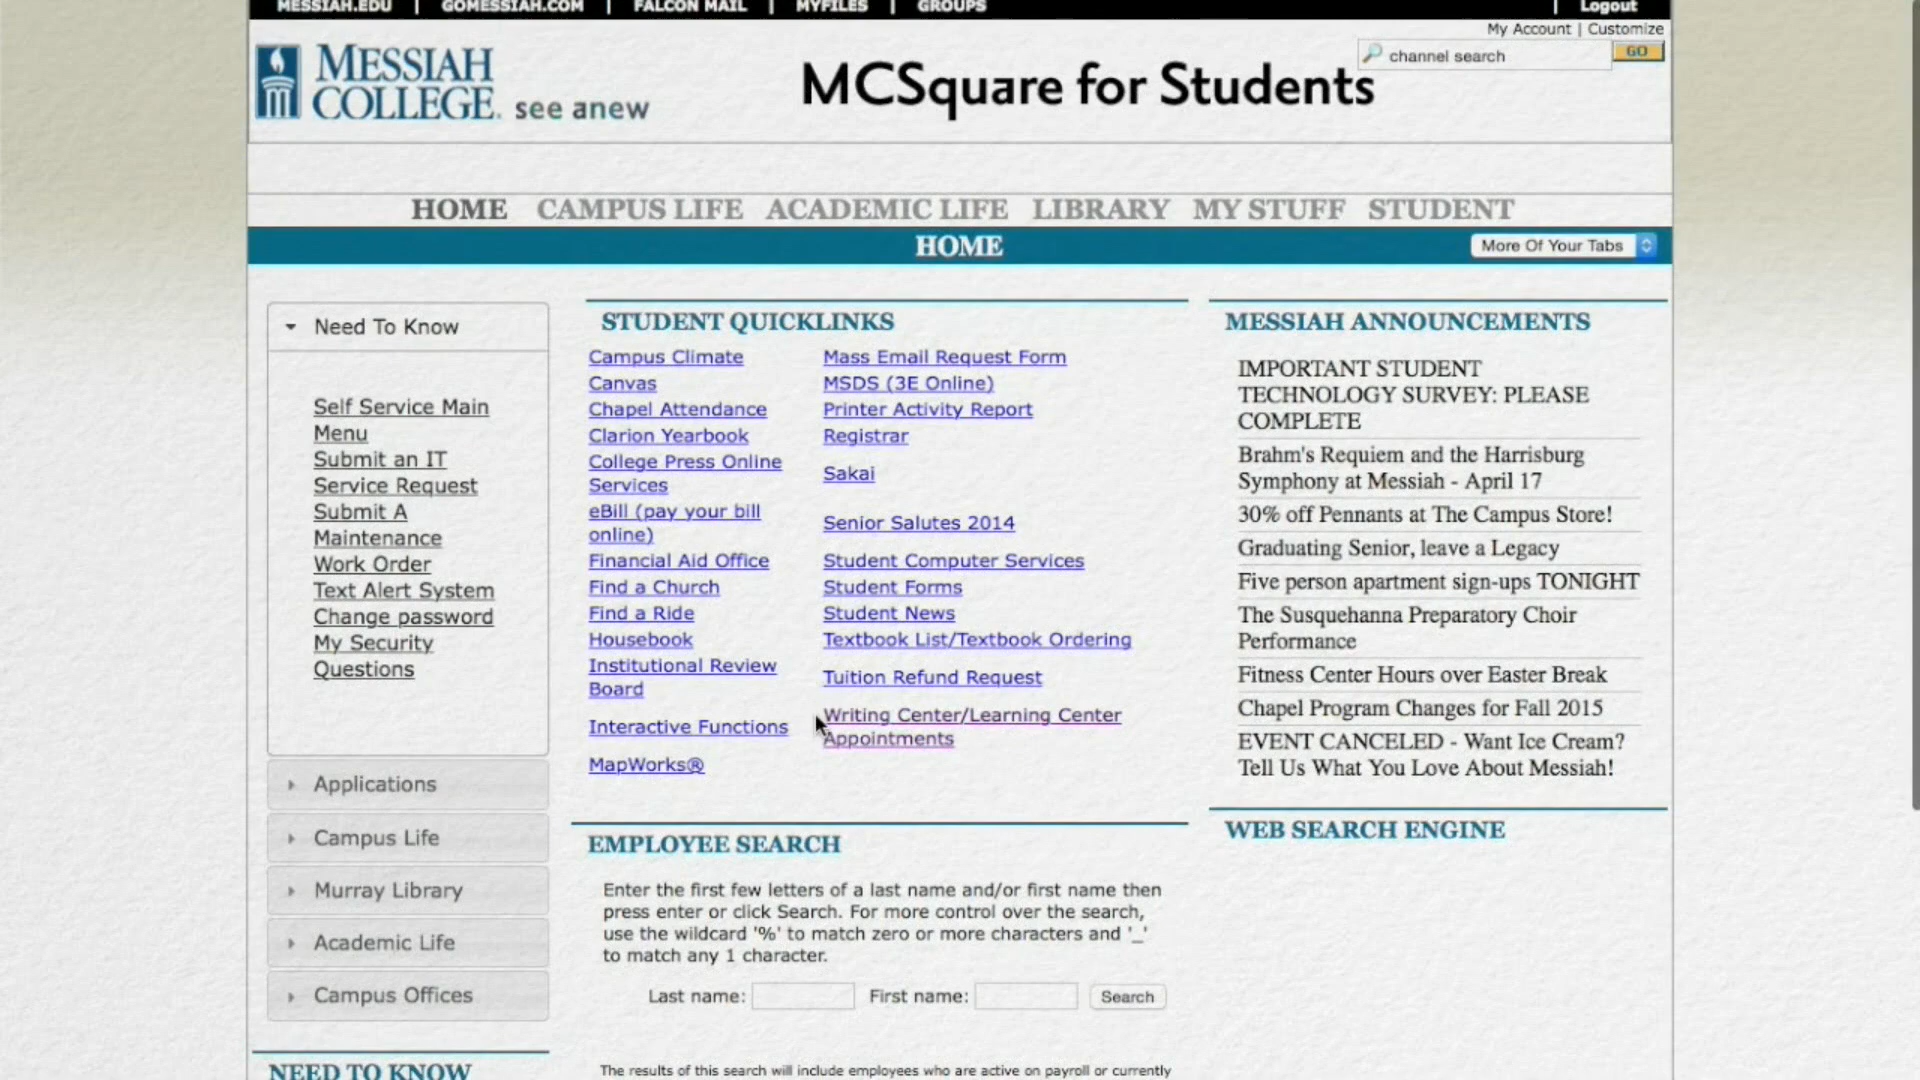 MESSIAH.EDU | GOMESSIAH.COM | FALCON MAIL | MYFILES | GROUPS | Logout
My Account | Customize
channel search GO
MESSIAH
COLLEGE. see anew
MCSquare for Students
HOME CAMPUS LIFE ACADEMIC LIFE LIBRARY MY STUFF STUDENT
HOME
More Of Your Tabs
Need To Know
Self Service Main
Menu
Submit an IT
Service Request
Submit A
Maintenance
Work Order
Text Alert System
Change password
My Security
Questions
Applications
Campus Life
Murray Library
Academic Life
Campus Offices
NEED TO KNOW
STUDENT QUICKLINKS
Campus Climate
Canvas
Chapel Attendance
Clarion Yearbook
College Press Online
Services
eBill (pay your bill
online)
Financial Aid Office
Find a Church
Find a Ride
Housebook
Institutional Review
Board
Interactive Functions
MapWorks®
Mass Email Request Form
MSDS (3E Online)
Printer Activity Report
Registrar
Sakai
Senior Salutes 2014
Student Computer Services
Student Forms
Student News
Textbook List/Textbook Ordering
Tuition Refund Request
Writing Center/Learning Center
Appointments
EMPLOYEE SEARCH
Enter the first few letters of a last name and/or first name then
press enter or click Search. For more control over the search,
use the wildcard '%' to match zero or more characters and '_'
to match any 1 character.
Last name: First name: Search
The results of this search will include employees who are active on payroll or currently
MESSIAH ANNOUNCEMENTS
IMPORTANT STUDENT
TECHNOLOGY SURVEY: PLEASE
COMPLETE
Brahm's Requiem and the Harrisburg
Symphony at Messiah - April 17
30% off Pennants at The Campus Store!
Graduating Senior, leave a Legacy
Five person apartment sign-ups TONIGHT
The Susquehanna Preparatory Choir
Performance
Fitness Center Hours over Easter Break
Chapel Program Changes for Fall 2015
EVENT CANCELED - Want Ice Cream?
Tell Us What You Love About Messiah!
WEB SEARCH ENGINE